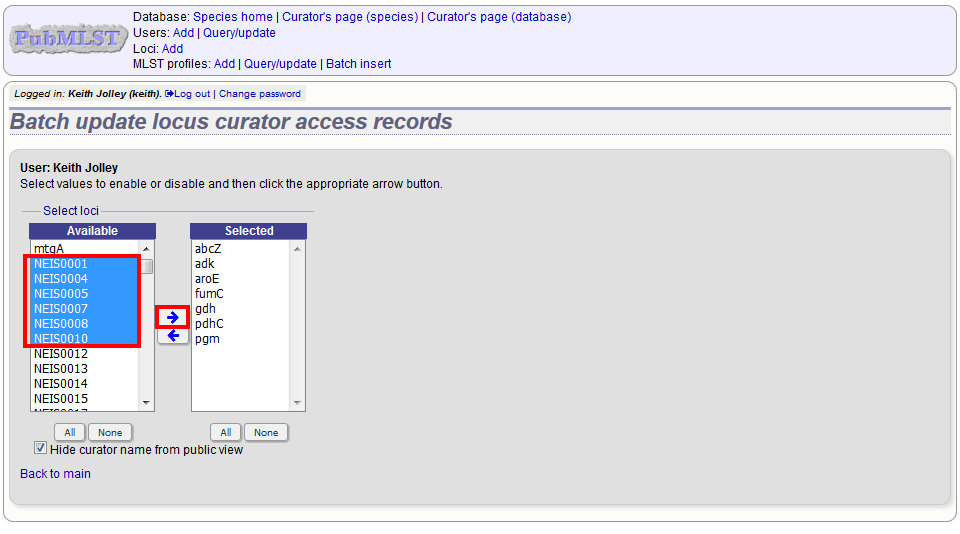 PubMLST
Database: Species home | Curator's page (species) | Curator's page (database)
Users: Add | Query/update
Loci: Add
MLST profiles: Add | Query/update | Batch insert
Logged in: Keith Jolley (keith). Log out | Change password
Batch update locus curator access records
User: Keith Jolley
Select values to enable or disable and then click the appropriate arrow button.
Select loci
Available
mtgA
NEIS0001
NEIS0004
NEIS0005
NEIS0007
NEIS0008
NEIS0010
NEIS0012
NEIS0013
NEIS0014
NEIS0015
NEIS0017
All None
Selected
abcZ
adk
aroE
fumC
gdh
pdhC
pgm
All None
Hide curator name from public view
Back to main